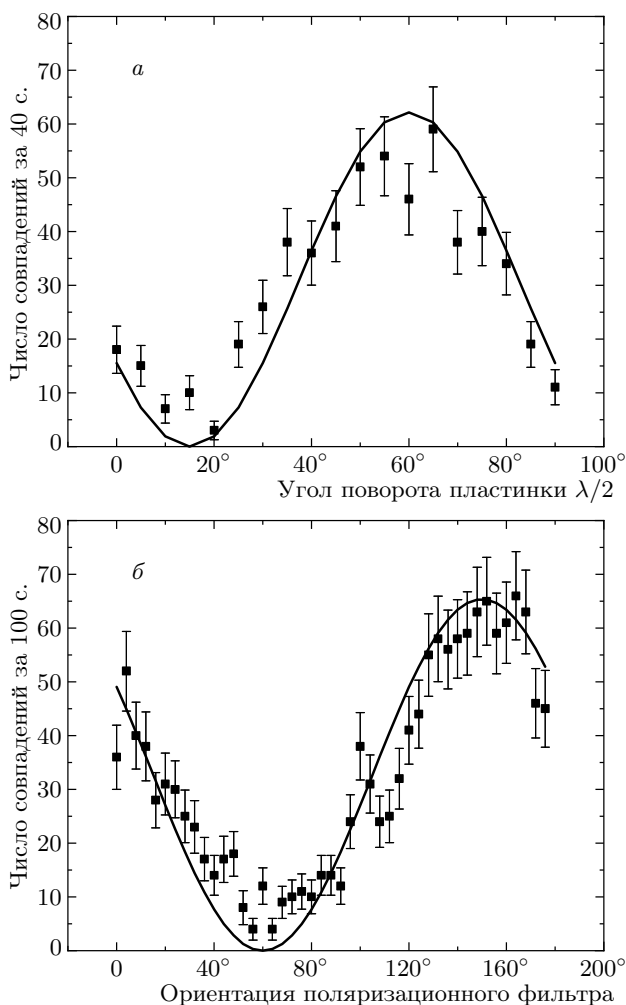 80
70
а
60
50
40
30
20
10
0
Число совпадений за 40 с.
0 20° 40° 60° 80° 100°
Угол поворота пластинки λ/2
80
70
б
60
50
40
30
20
10
0
Число совпадений за 100 с.
0 40° 80° 120° 160° 200°
Ориентация поляризационного фильтра